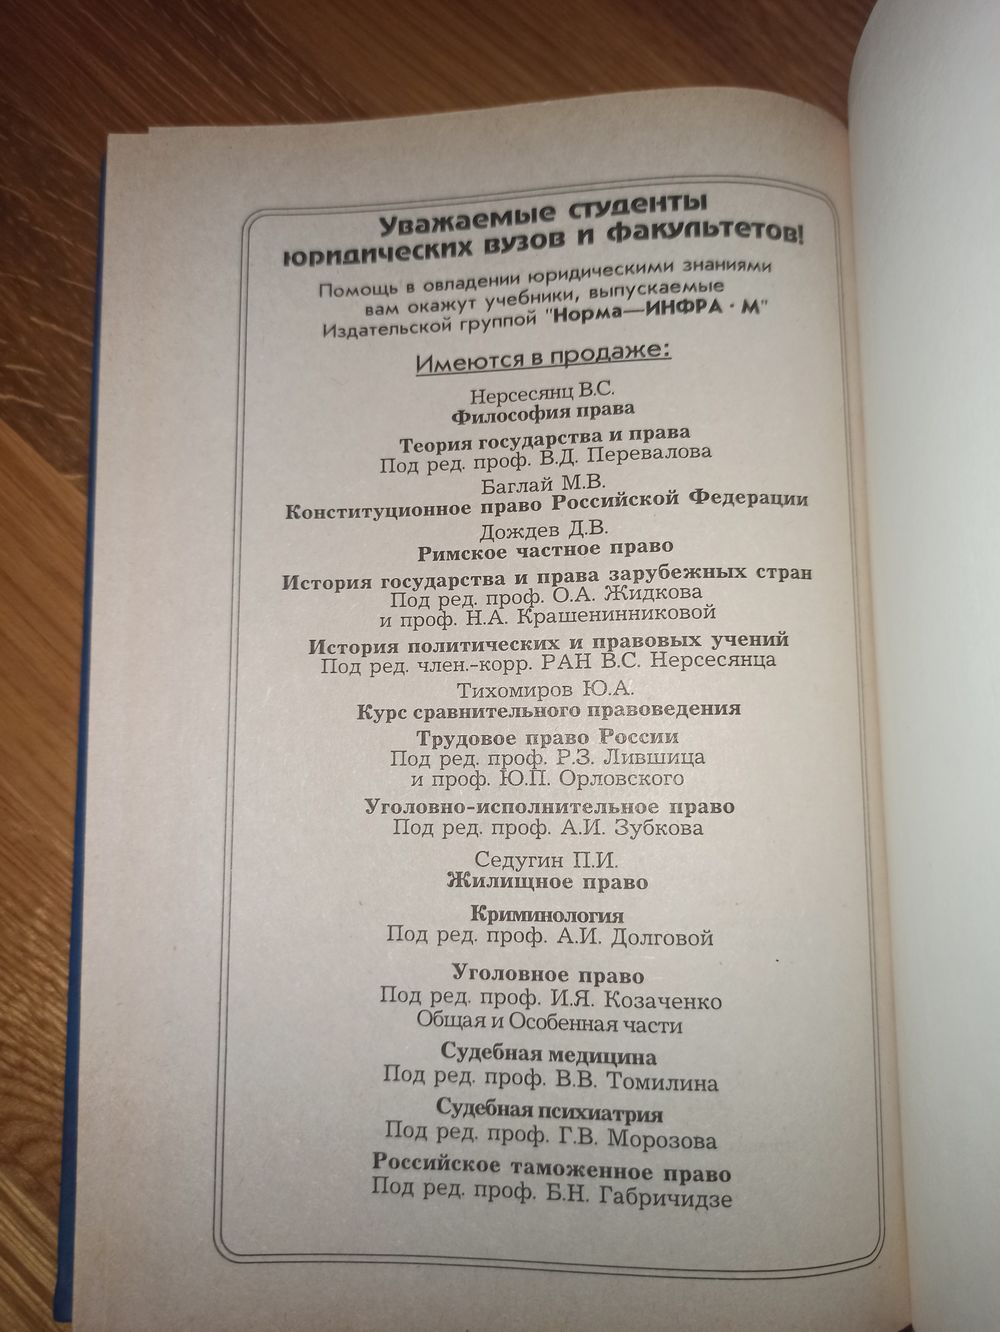 Уважаемые студенты
юридических вузов и факультетов!
Помощь в овладении юридическими знаниями
вам окажут учебники, выпускаемые
Издательской группой "Норма—ИНФРА · М"
Имеются в продаже:
Нерсесянц В.С.
Философия права
Теория государства и права
Под ред. проф. В.Д. Перевалова
Баглай М.В.
Конституционное право Российской Федерации
Дождев Д.В.
Римское частное право
История государства и права зарубежных стран
Под ред. проф. О.А. Жидкова
и проф. Н.А. Крашенинниковой
История политических и правовых учений
Под ред. член.-корр. РАН В.С. Нерсесянца
Тихомиров Ю.А.
Курс сравнительного правоведения
Трудовое право России
Под ред. проф. Р.З. Лившица
и проф. Ю.П. Орловского
Уголовно-исполнительное право
Под ред. проф. А.И. Зубкова
Седугин П.И.
Жилищное право
Криминология
Под ред. проф. А.И. Долговой
Уголовное право
Под ред. проф. И.Я. Козаченко
Общая и Особенная части
Судебная медицина
Под ред. проф. В.В. Томилина
Судебная психиатрия
Под ред. проф. Г.В. Морозова
Российское таможенное право
Под ред. проф. Б.Н. Габричидзе